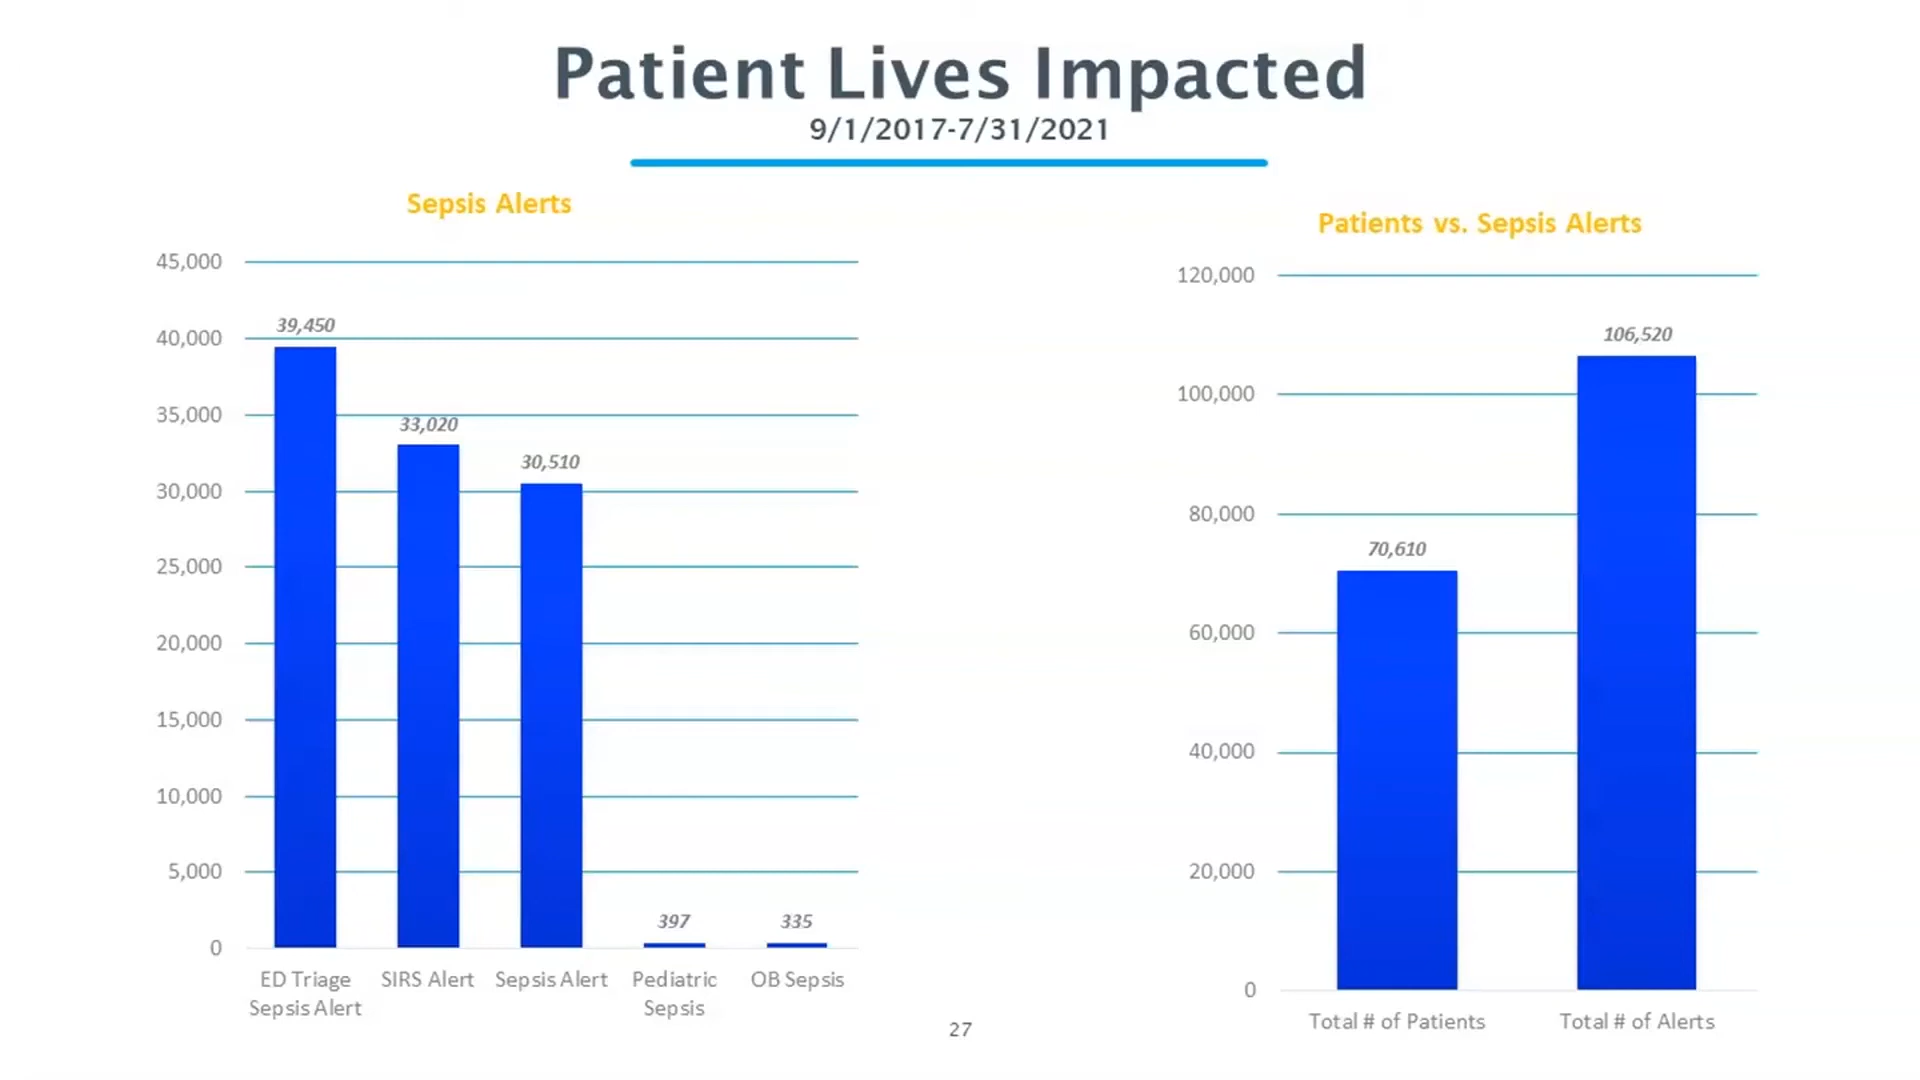 Patient Lives Impacted
9/1/2017-7/31/2021
Sepsis Alerts
45,000
40,000
35,000
30,000
25,000
20,000
15,000
10,000
5,000
0
39,450
33,020
30,510
397
335
ED Triage
Sepsis Alert
SIRS Alert
Sepsis Alert
Pediatric
Sepsis
OB Sepsis
Patients vs. Sepsis Alerts
120,000
100,000
80,000
60,000
40,000
20,000
0
70,610
106,520
Total # of Patients
Total # of Alerts
27